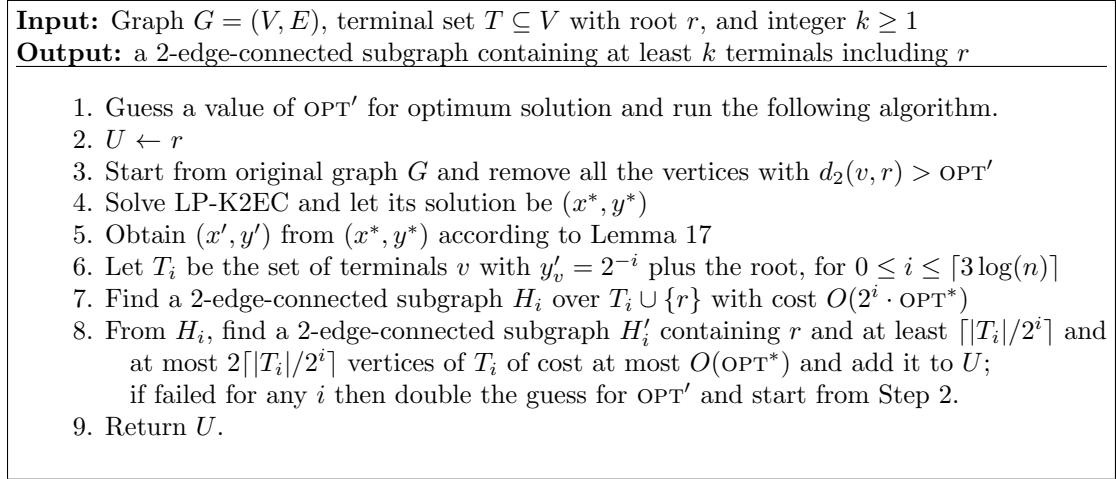 Input: Graph G = (V, E), terminal set T ⊆ V with root r, and integer k ≥ 1
Output: a 2-edge-connected subgraph containing at least k terminals including r
1. Guess a value of OPT′ for optimum solution and run the following algorithm.
2. U ← r
3. Start from original graph G and remove all the vertices with d₂(v, r) > OPT′
4. Solve LP-K2EC and let its solution be (x*, y*)
5. Obtain (x′, y′) from (x*, y*) according to Lemma 17
6. Let Tᵢ be the set of terminals v with y′ᵥ = 2⁻ⁱ plus the root, for 0 ≤ i ≤ ⌈3 log(n)⌉
7. Find a 2-edge-connected subgraph Hᵢ over Tᵢ ∪ {r} with cost O(2ⁱ · OPT*)
8. From Hᵢ, find a 2-edge-connected subgraph H′ᵢ containing r and at least ⌈|Tᵢ|/2ⁱ⌉ and
at most 2⌈|Tᵢ|/2ⁱ⌉ vertices of Tᵢ of cost at most O(OPT*) and add it to U;
if failed for any i then double the guess for OPT′ and start from Step 2.
9. Return U.